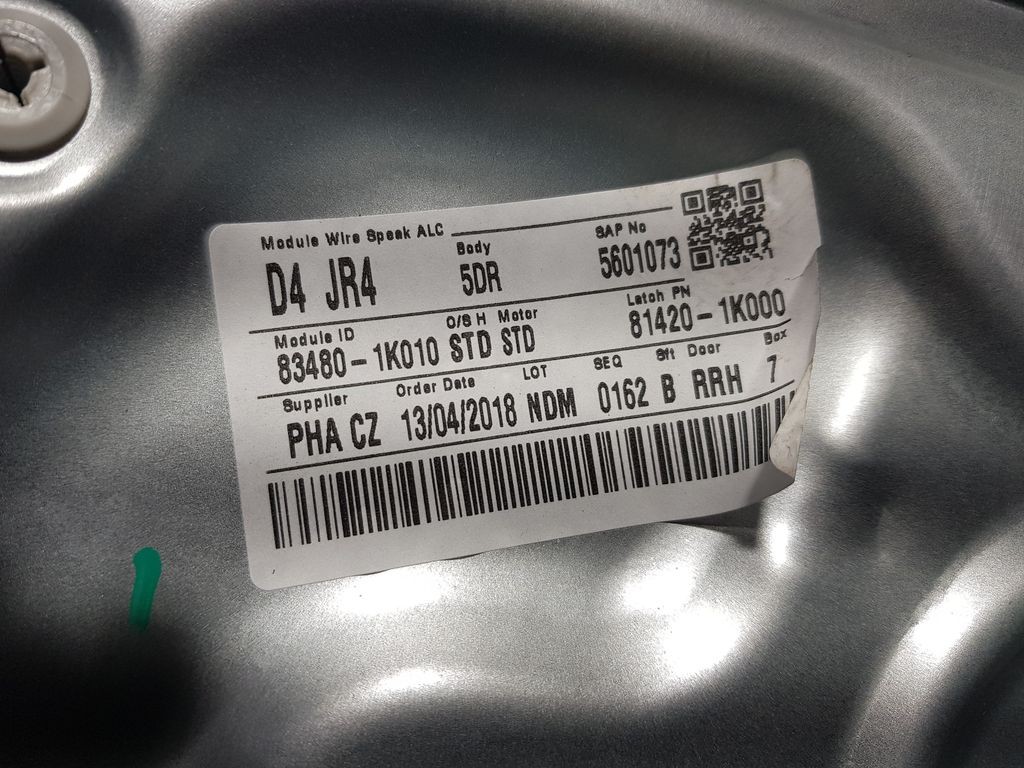 Module Wire Speak ALC
Body
SAP No
D4 JR4 5DR 5601073
Module ID O/S H Motor Latch PN
83480-1K010 STD STD 81420-1K000
Supplier Order Date LOT SEQ Sft Door Box
PHA CZ 13/04/2018 NDM 0162 B RRH 7